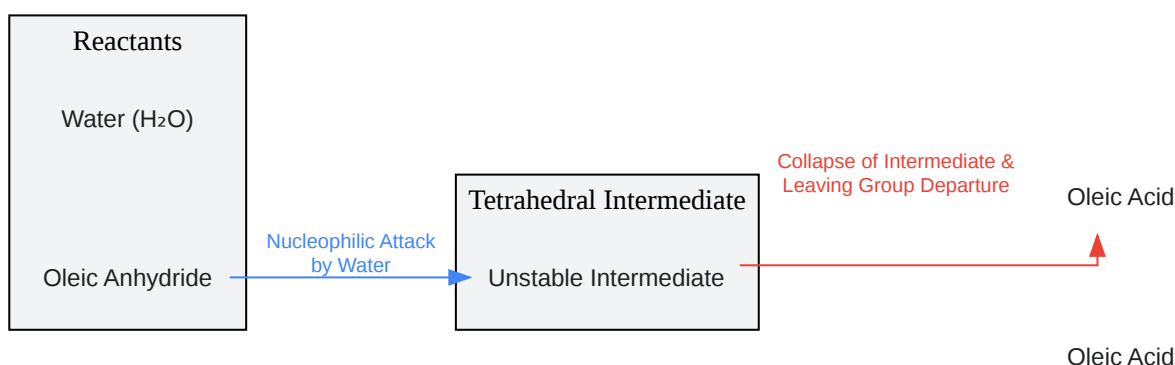 Reactants
Water (H₂O)
Oleic Anhydride
Nucleophilic Attack
by Water
Tetrahedral Intermediate
Unstable Intermediate
Collapse of Intermediate &
Leaving Group Departure
Oleic Acid
Oleic Acid